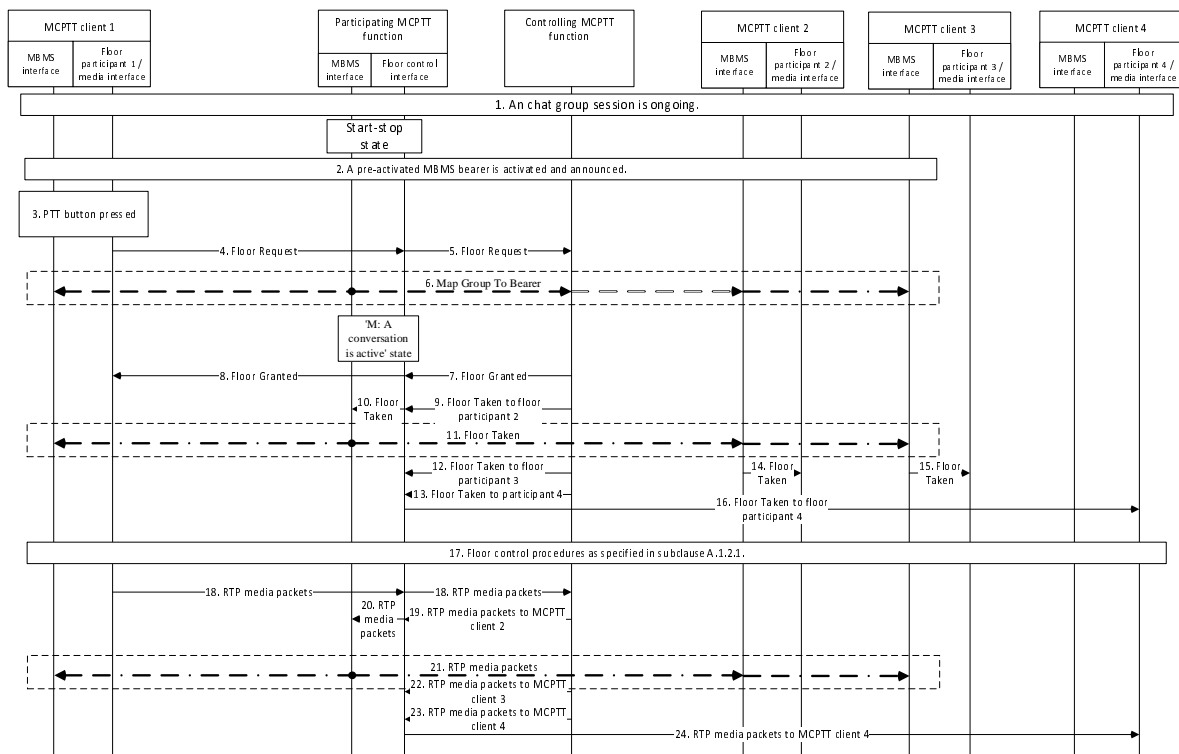 MCPTT client 1
MBMS
interface
Floor
participant 1 /
media interface
Participating MCPTT
function
MBMS
interface
Floor control
interface
Controlling MCPTT
function
MCPTT client 2
MBMS
interface
Floor
participant 2 /
media interface
MCPTT client 3
MBMS
interface
Floor
participant 3 /
media interface
MCPTT client 4
MBMS
interface
Floor
participant 4 /
media interface
1. An chat group session is ongoing.
Start-stop
state
2. A pre-activated MBMS bearer is activated and announced.
3. PTT button pressed
4. Floor Request
5. Floor Request
6. Map Group To Bearer
'M: A
conversation
is active' state
8. Floor Granted
7. Floor Granted
10. Floor
Taken
9. Floor Taken to floor
participant 2
11. Floor Taken
12. Floor Taken to floor
participant 3
14. Floor
Taken
15. Floor
Taken
13. Floor Taken to participant 4
16. Floor Taken to floor
participant 4
17. Floor control procedures as specified in subclause A.1.2.1.
18. RTP media packets
18. RTP media packets
20. RTP
media
packets
19. RTP media packets to MCPTT
client 2
21. RTP media packets
22. RTP media packets to MCPTT
client 3
23. RTP media packets to MCPTT
client 4
24. RTP media packets to MCPTT client 4